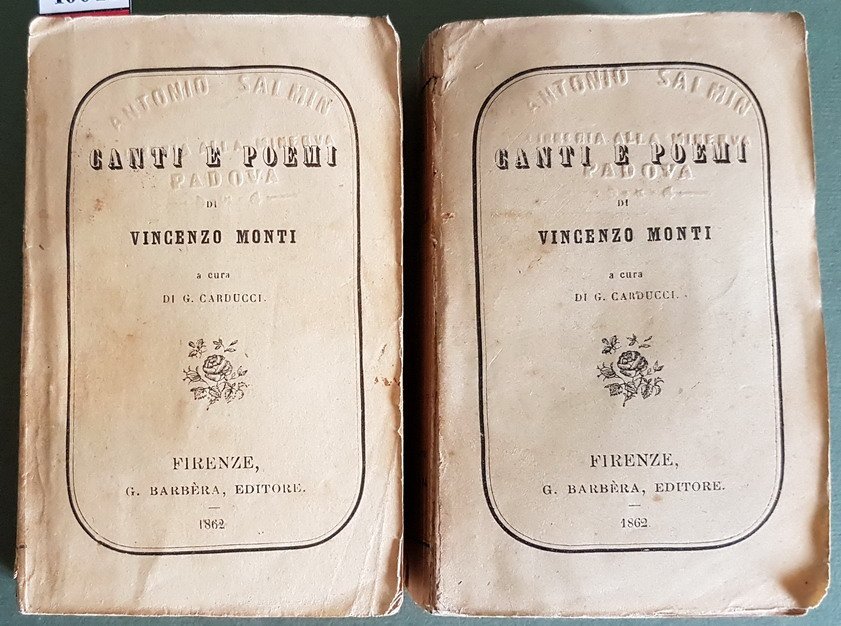 ANTONIO SALMIN
LIBRERIA ALLA MINERVA
PADOVA
CANTI E POEMI
DI
VINCENZO MONTI
a cura
DI G. CARDUCCI.
FIRENZE,
G. BARBÈRA, EDITORE.
1862
ANTONIO SALMIN
LIBRERIA ALLA MINERVA
PADOVA
CANTI E POEMI
DI
VINCENZO MONTI
a cura
DI G. CARDUCCI.
FIRENZE,
G. BARBÈRA, EDITORE.
1862